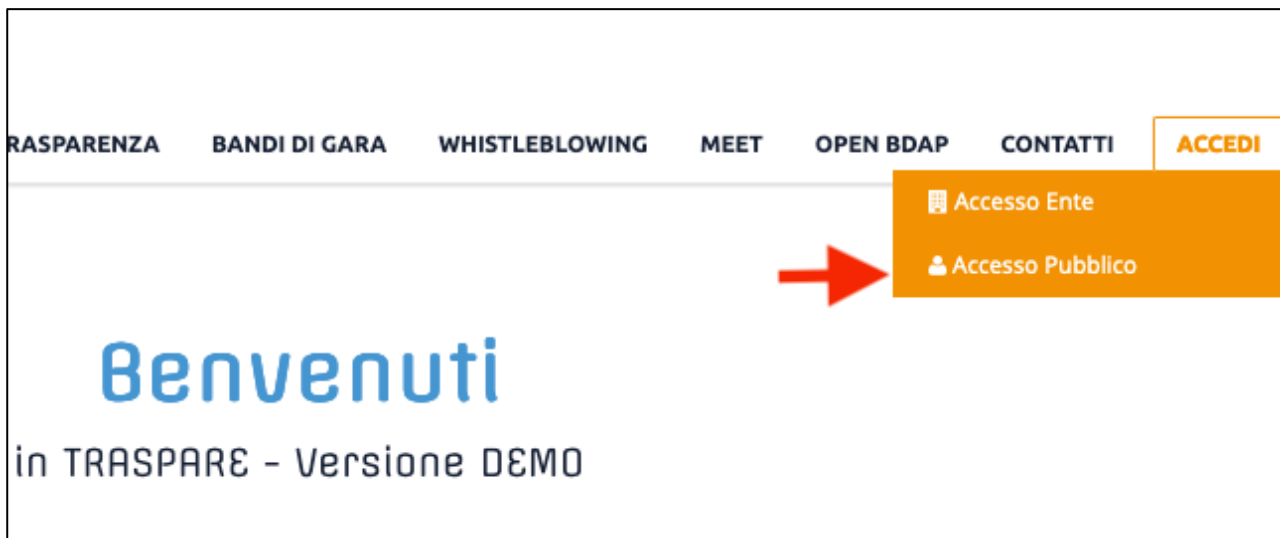 RASPARENZA BANDI DI GARA WHISTLEBLOWING MEET OPEN BDAP CONTATTI ACCEDI
Accesso Ente
Accesso Pubblico
Benvenuti
in TRASPARE - Versione DEMO